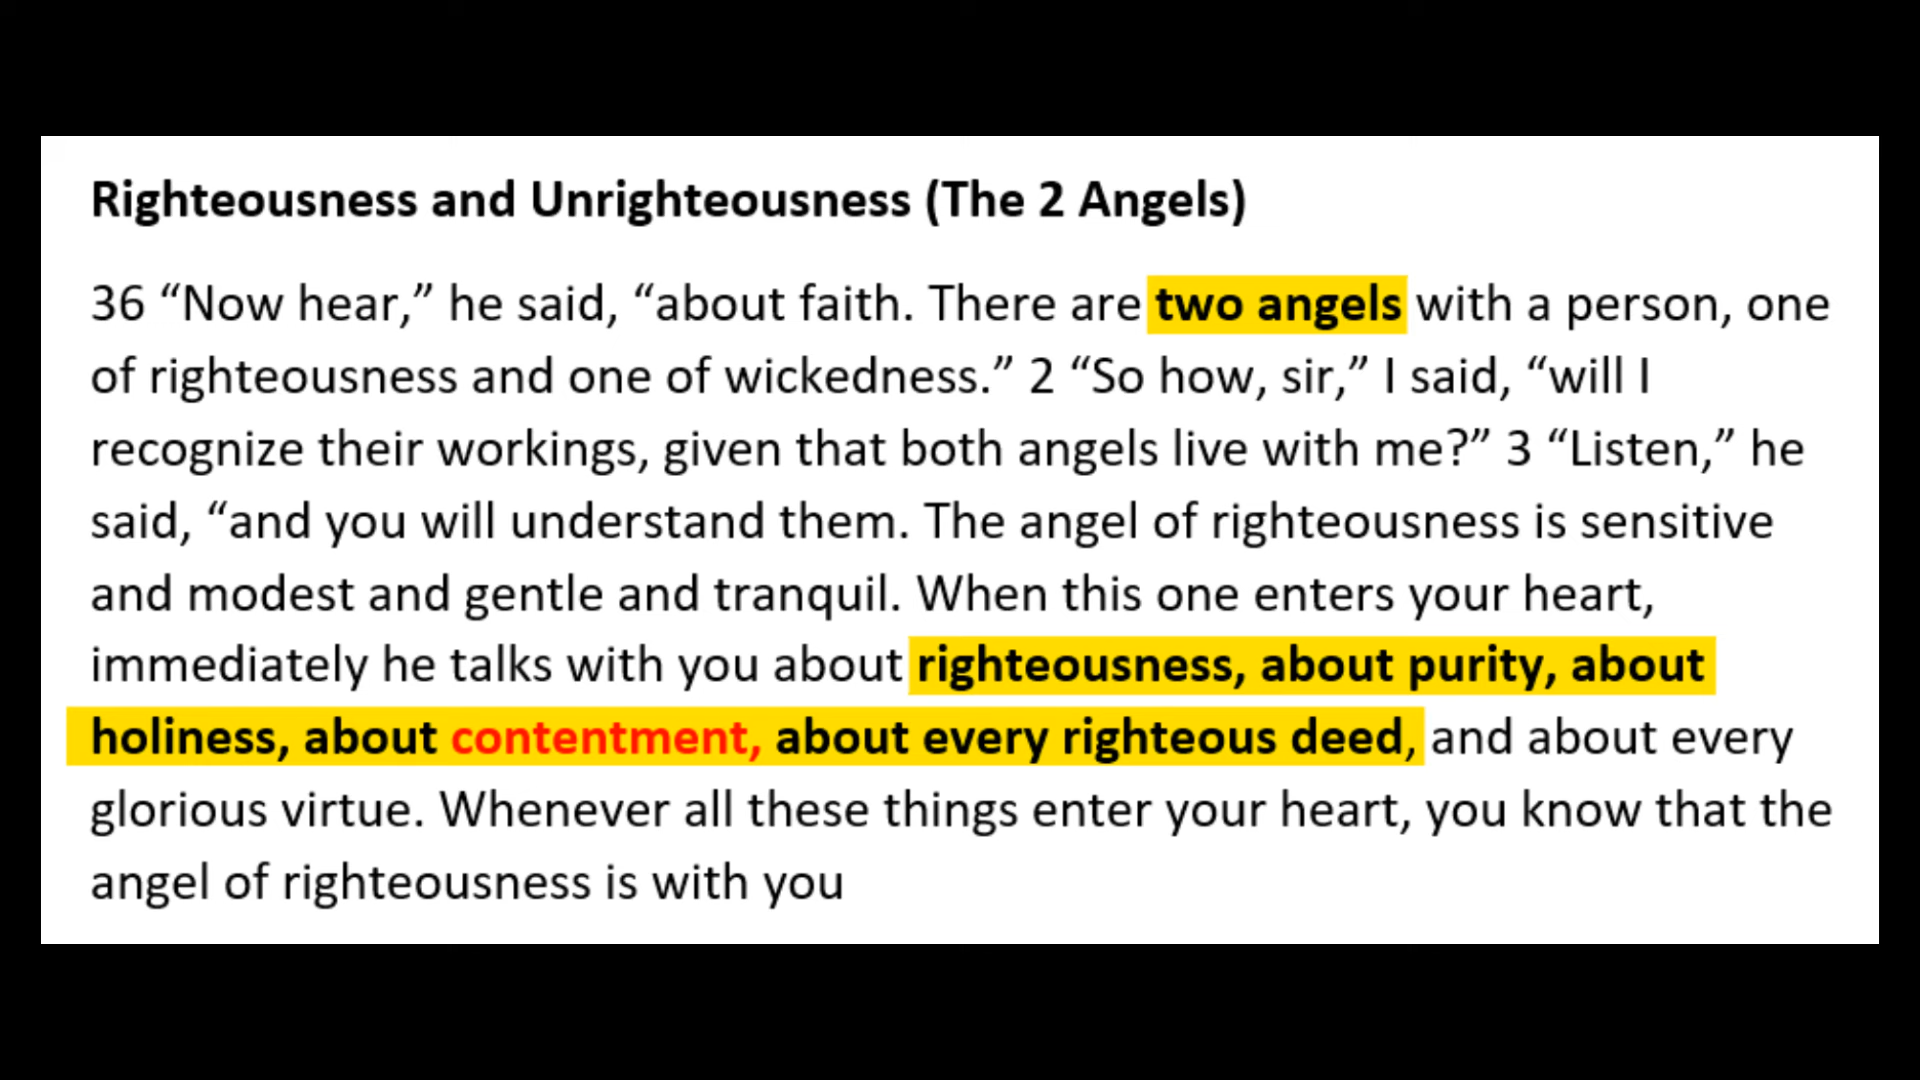 Righteousness and Unrighteousness (The 2 Angels)
36 “Now hear,” he said, “about faith. There are two angels with a person, one
of righteousness and one of wickedness.” 2 “So how, sir,” I said, “will I
recognize their workings, given that both angels live with me?” 3 “Listen,” he
said, “and you will understand them. The angel of righteousness is sensitive
and modest and gentle and tranquil. When this one enters your heart,
immediately he talks with you about righteousness, about purity, about
holiness, about contentment, about every righteous deed, and about every
glorious virtue. Whenever all these things enter your heart, you know that the
angel of righteousness is with you